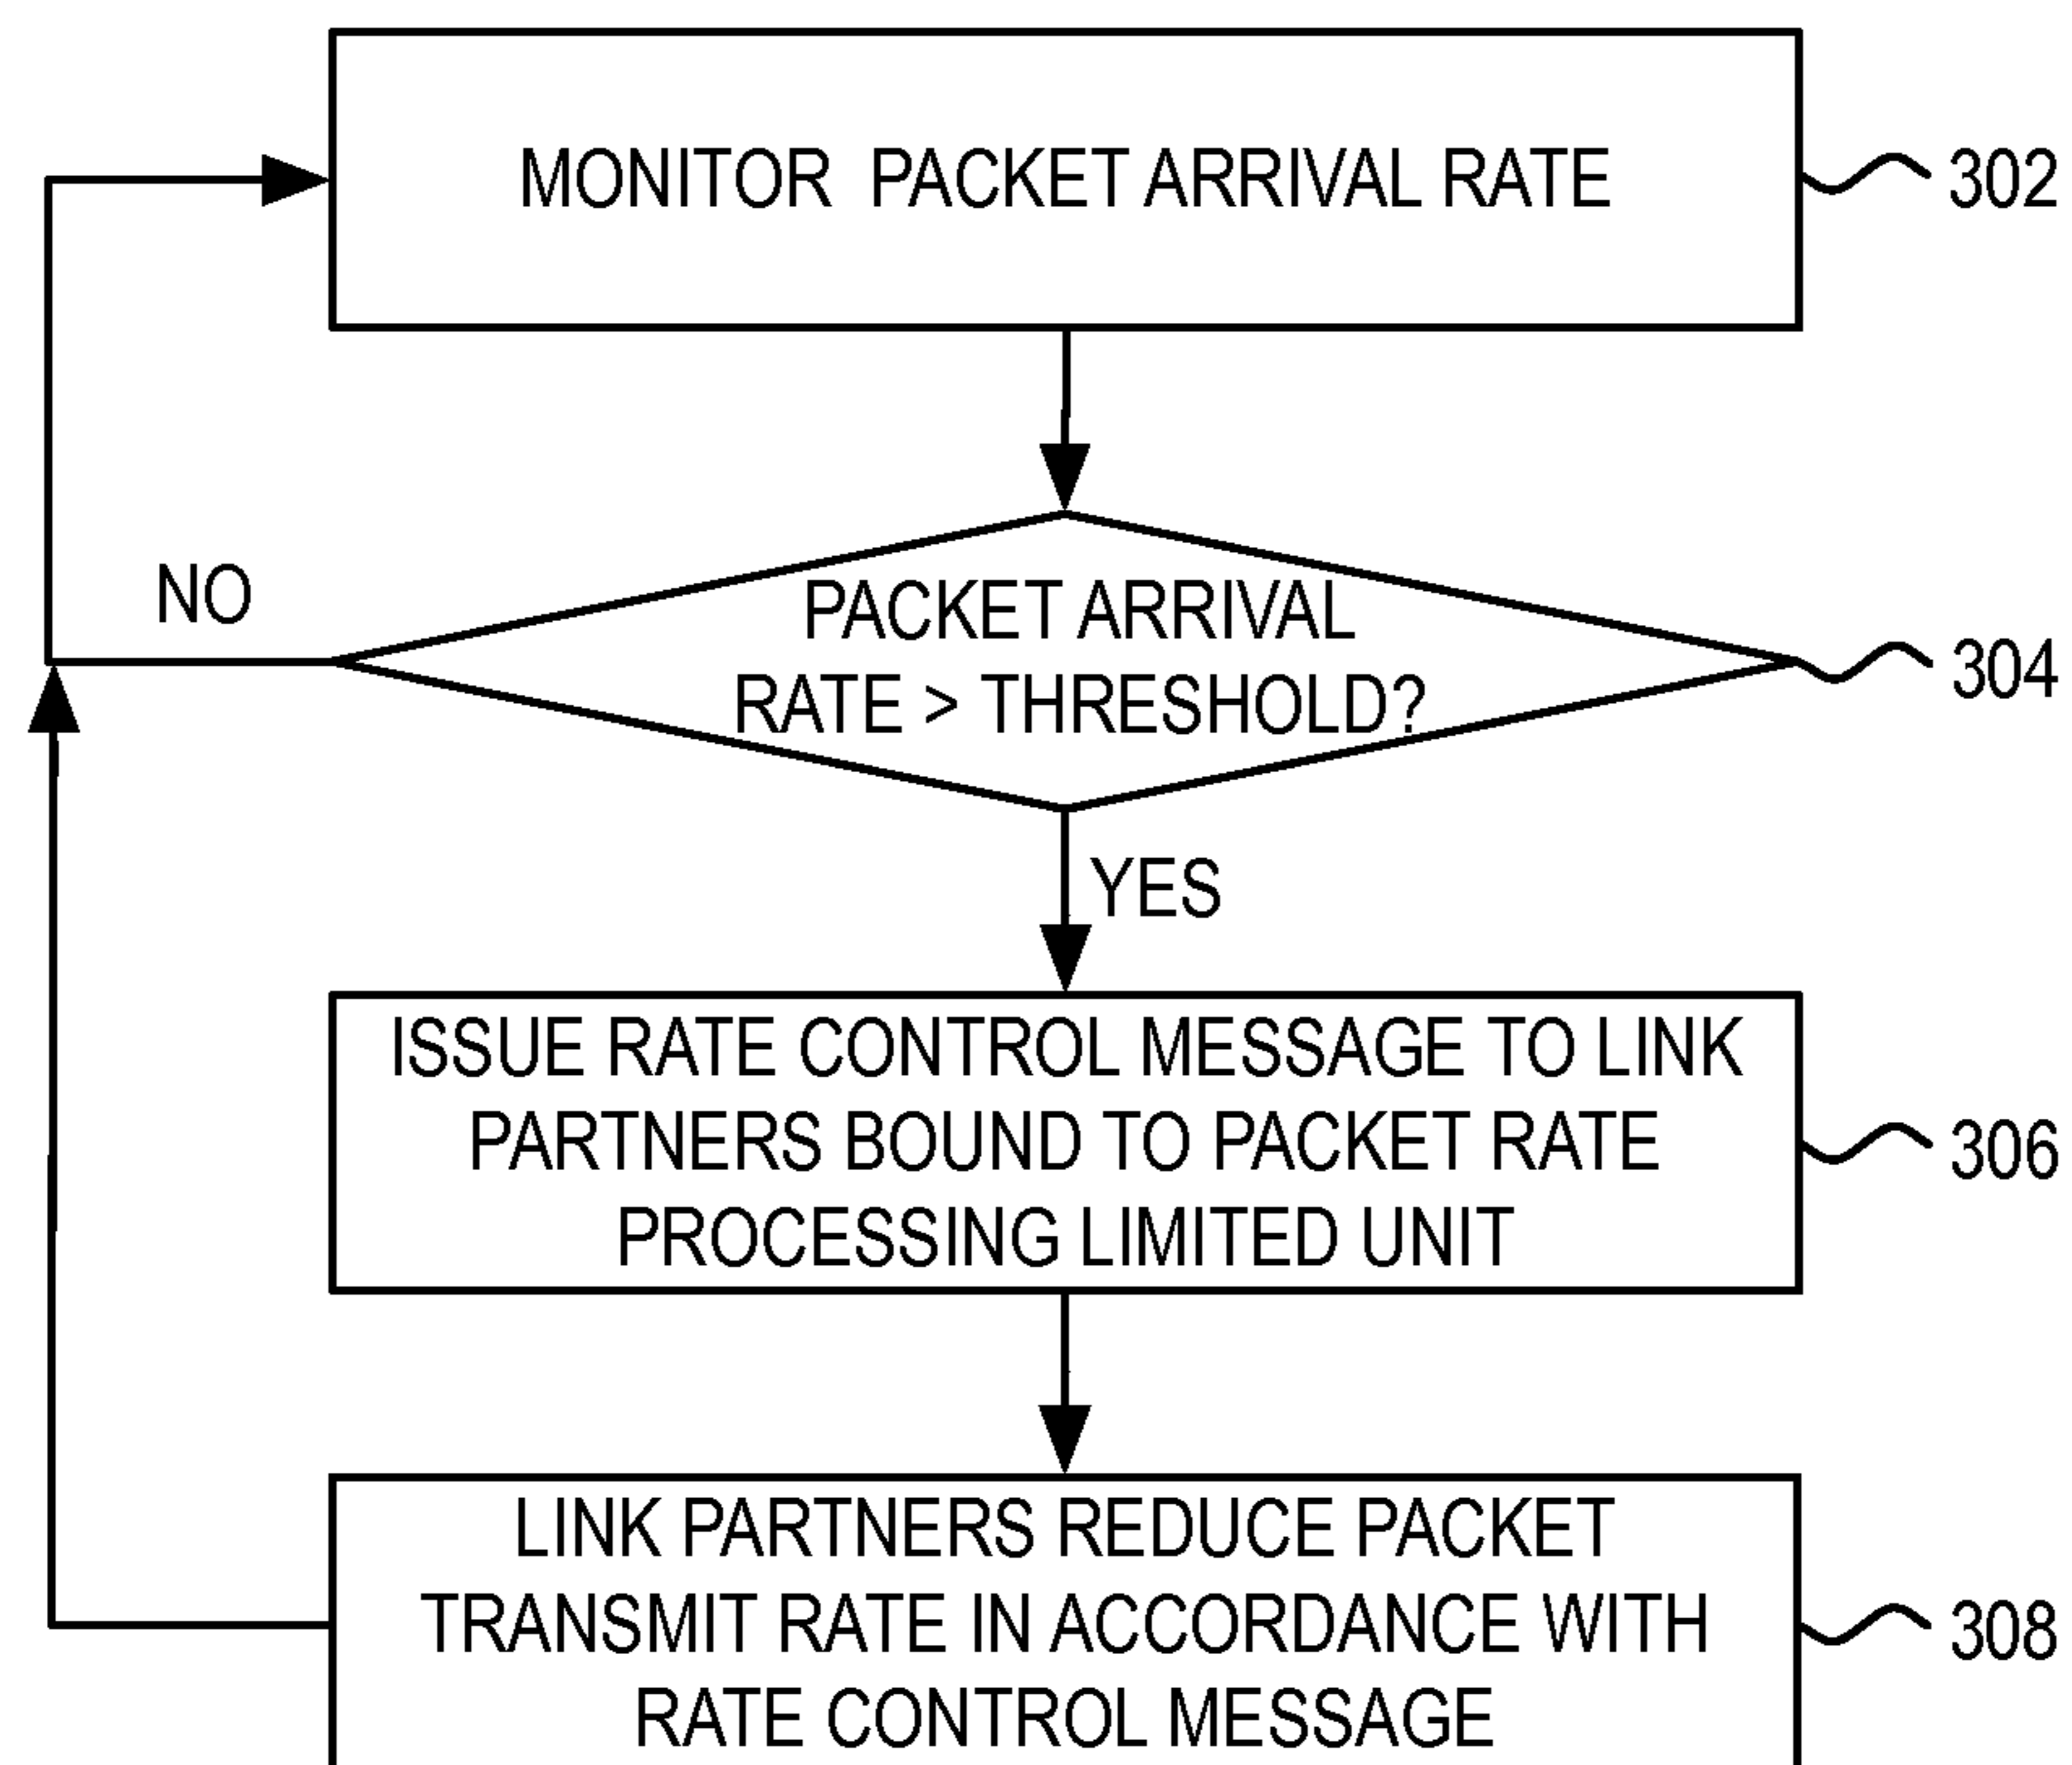 MONITOR PACKET ARRIVAL RATE
302
NO
PACKET ARRIVAL
RATE > THRESHOLD?
304
YES
ISSUE RATE CONTROL MESSAGE TO LINK
PARTNERS BOUND TO PACKET RATE
PROCESSING LIMITED UNIT
306
LINK PARTNERS REDUCE PACKET
TRANSMIT RATE IN ACCORDANCE WITH
RATE CONTROL MESSAGE
308